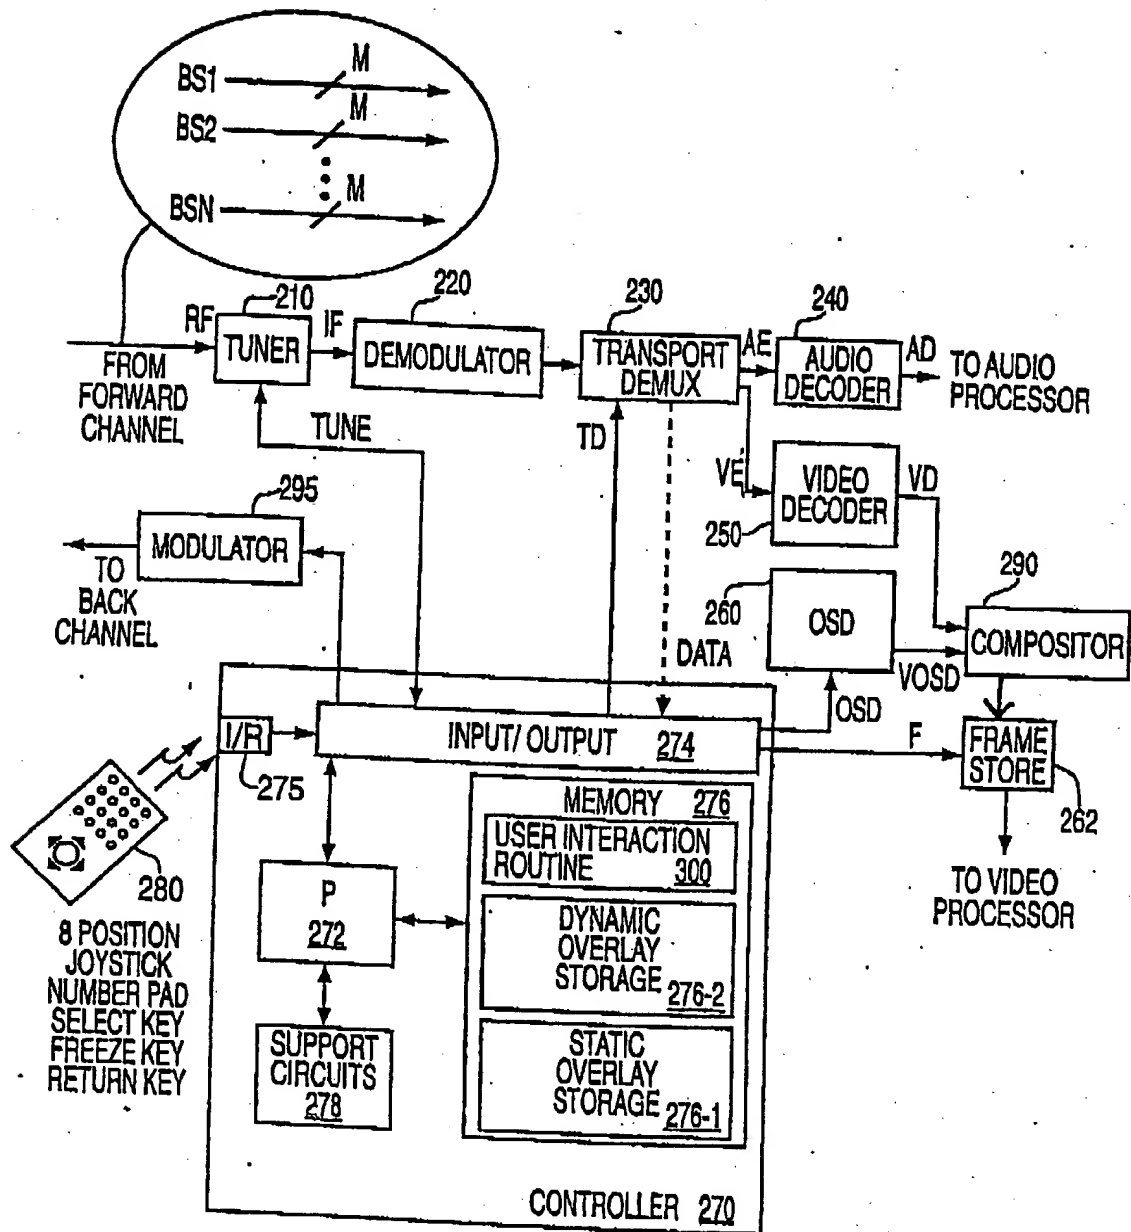 BS1
M
BS2
M
BSN
M
RF
210
TUNER
IF
220
DEMODULATOR
230
TRANSPORT
DEMUX
AE
240
AUDIO
DECODER
AD
TO AUDIO
PROCESSOR
FROM
FORWARD
CHANNEL
TUNE
TD
VE
VIDEO
DECODER
250
VD
295
MODULATOR
TO
BACK
CHANNEL
260
OSD
290
COMPOSITOR
VOSD
DATA
OSD
I/R
275
INPUT/ OUTPUT 274
F
FRAME
STORE
262
TO VIDEO
PROCESSOR
280
8 POSITION
JOYSTICK
NUMBER PAD
SELECT KEY
FREEZE KEY
RETURN KEY
P
272
SUPPORT
CIRCUITS
278
MEMORY 276
USER INTERACTION
ROUTINE 300
DYNAMIC
OVERLAY
STORAGE
276-2
STATIC
OVERLAY
STORAGE
276-1
CONTROLLER 270